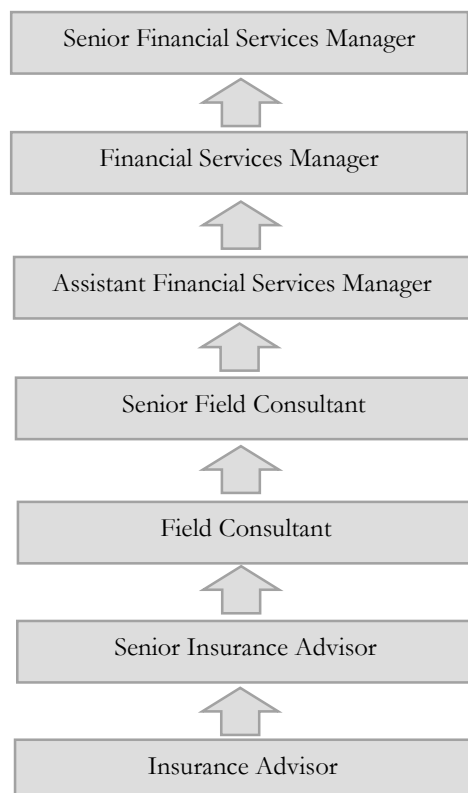 Senior Financial Services Manager
Financial Services Manager
Assistant Financial Services Manager
Senior Field Consultant
Field Consultant
Senior Insurance Advisor
Insurance Advisor